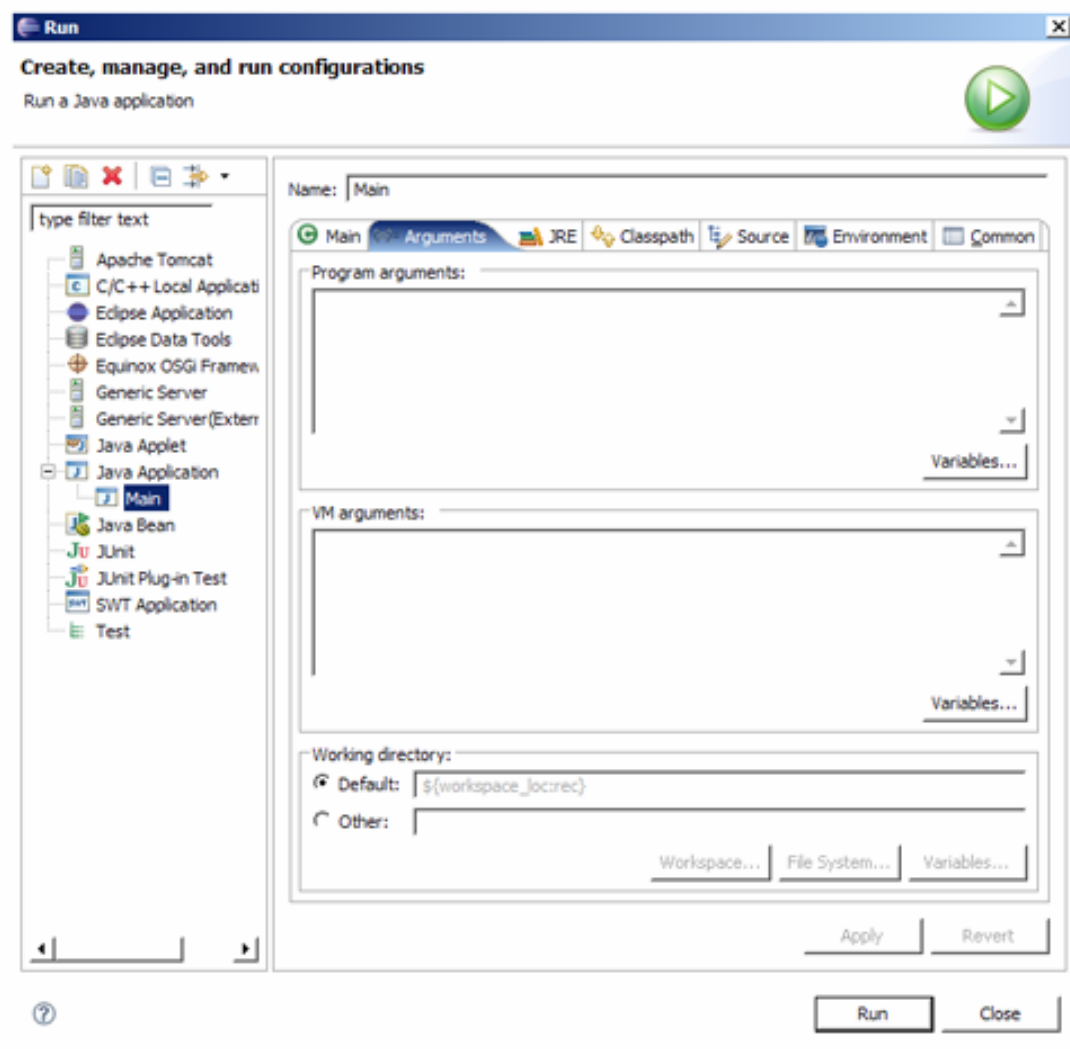 Run
Create, manage, and run configurations
Run a Java application
type filter text
Apache Tomcat
C/C++ Local Applicati
Eclipse Application
Eclipse Data Tools
Equinox OSGi Framew
Generic Server
Generic Server(Extern
Java Applet
Java Application
Main
Java Bean
JUnit
JUnit Plug-in Test
SWT Application
Test
Name: Main
Main Arguments JRE Classpath Source Environment Common
Program arguments:
Variables...
VM arguments:
Variables...
Working directory:
Default: ${workspace_loc:rec}
Other:
Workspace... File System... Variables...
Apply Revert
Run Close